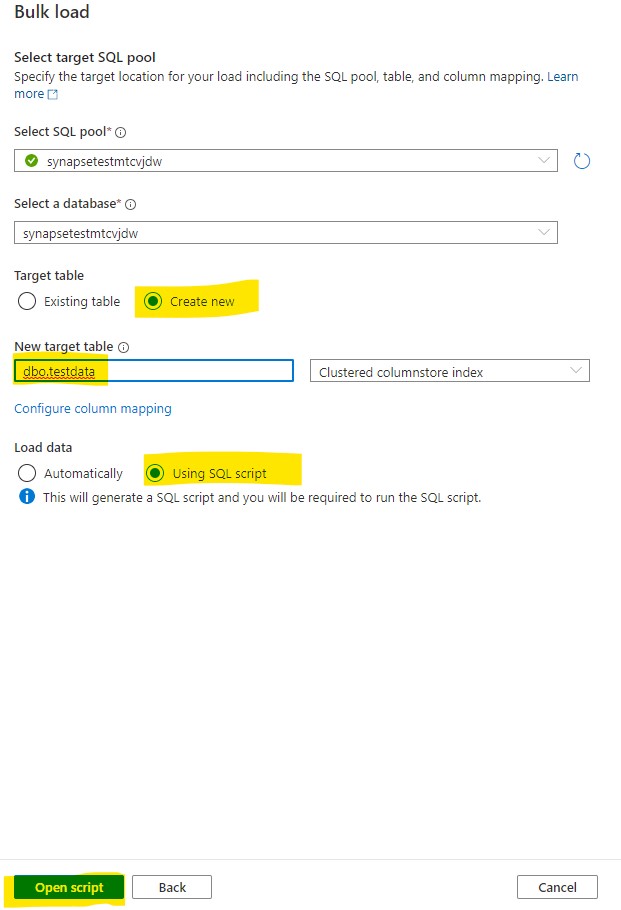 Bulk load
Select target SQL pool
Specify the target location for your load including the SQL pool, table, and column mapping. Learn
more
Select SQL pool*
synapsetestmtcvjdw
Select a database*
synapsetestmtcvjdw
Target table
Existing table Create new
New target table
dbo.testdata Clustered columnstore index
Configure column mapping
Load data
Automatically Using SQL script
This will generate a SQL script and you will be required to run the SQL script.
Open script Back Cancel